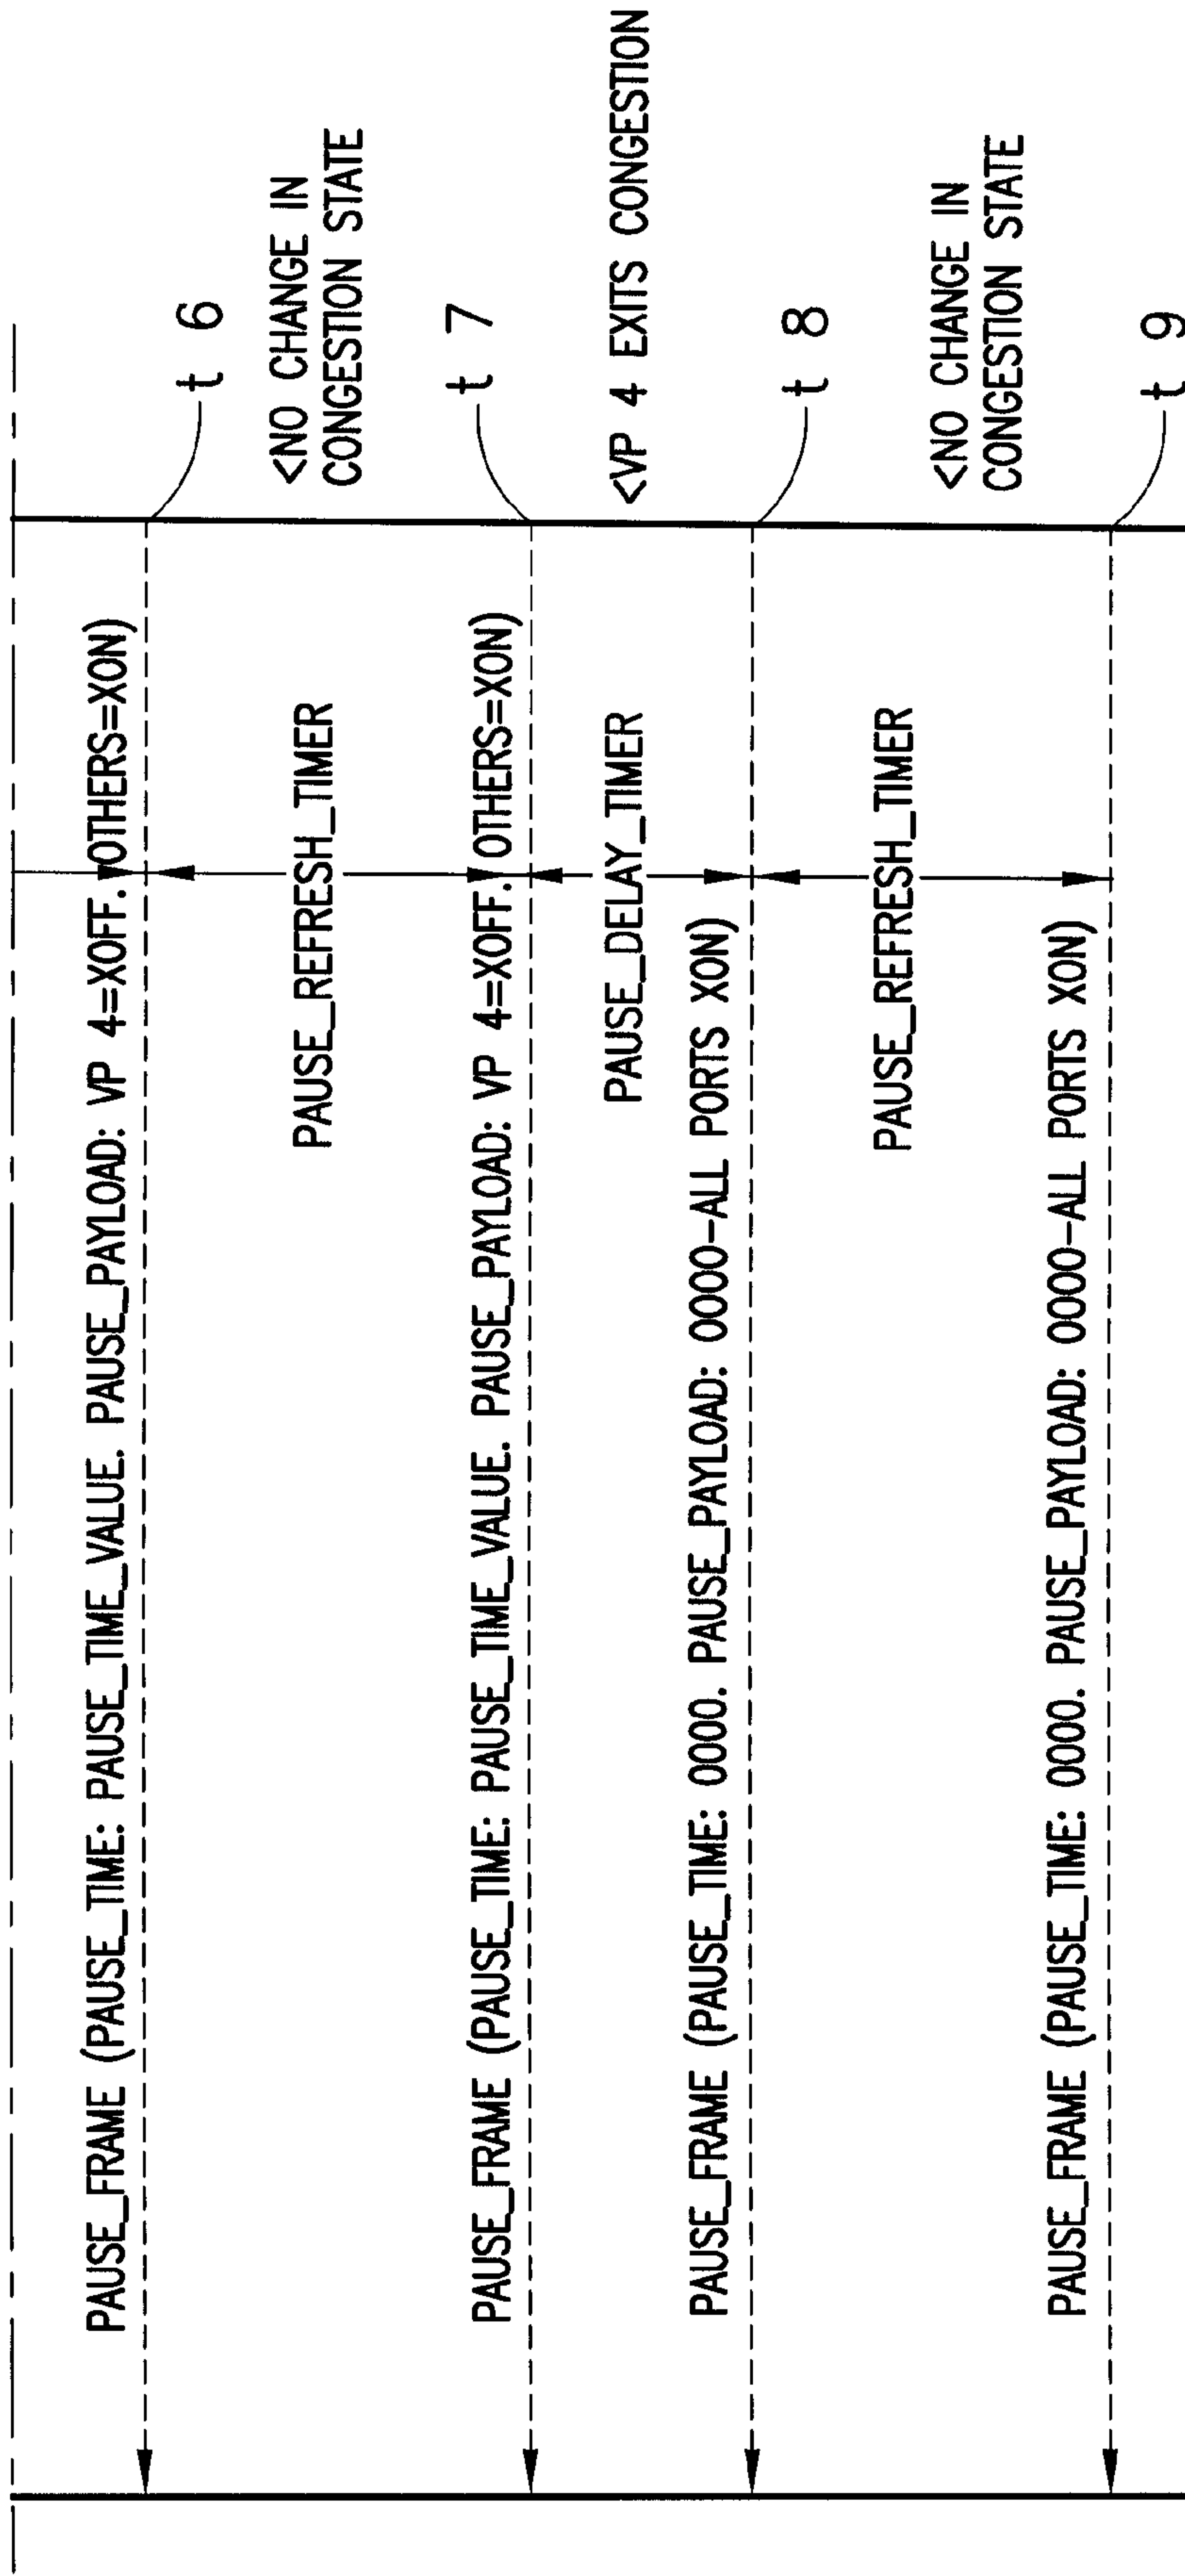 PAUSE_FRAME (PAUSE_TIME: PAUSE_TIME_VALUE. PAUSE_PAYLOAD: VP 4=XOFF. OTHERS=XON)
t 6
PAUSE_REFRESH_TIMER
<NO CHANGE IN
CONGESTION STATE
PAUSE_FRAME (PAUSE_TIME: PAUSE_TIME_VALUE. PAUSE_PAYLOAD: VP 4=XOFF. OTHERS=XON)
t 7
PAUSE_DELAY_TIMER
<VP 4 EXITS CONGESTION
PAUSE_FRAME (PAUSE_TIME: 0000. PAUSE_PAYLOAD: 0000-ALL PORTS XON)
t 8
PAUSE_REFRESH_TIMER
<NO CHANGE IN
CONGESTION STATE
PAUSE_FRAME (PAUSE_TIME: 0000. PAUSE_PAYLOAD: 0000-ALL PORTS XON)
t 9